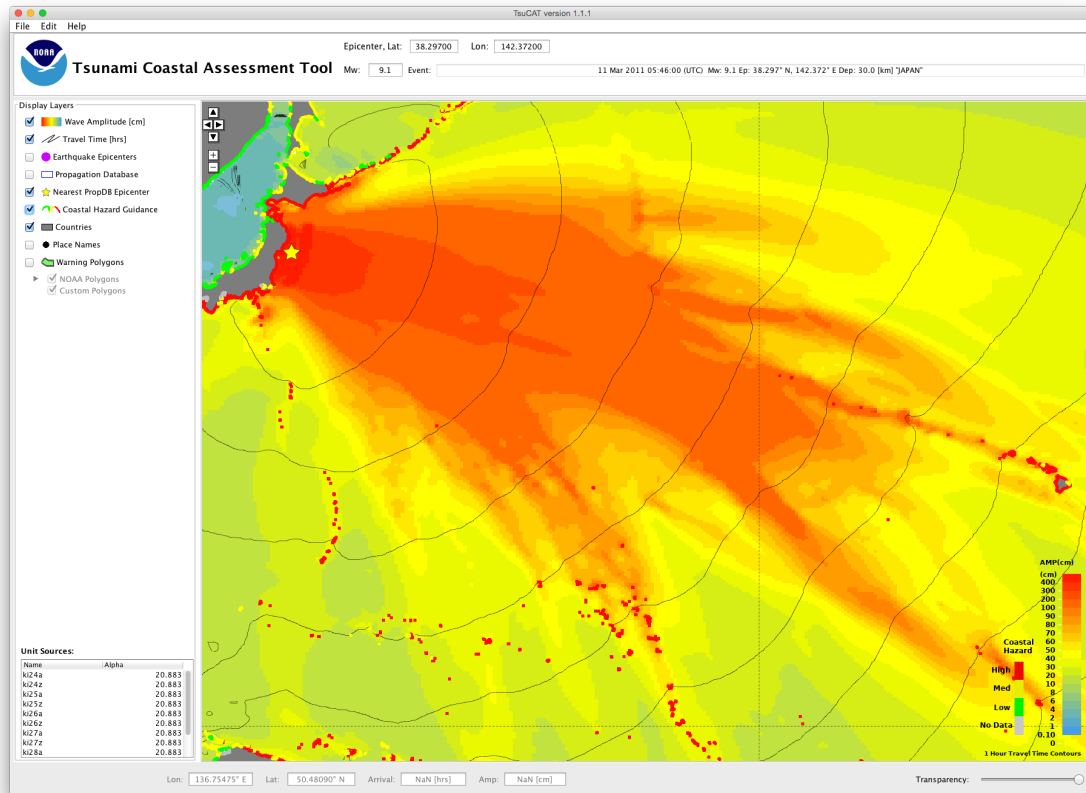 TsuCAT version 1.1.1
File Edit Help
NOAA
Tsunami Coastal Assessment Tool
Epicenter, Lat: 38.29700 Lon: 142.37200
Mw: 9.1 Event: 11 Mar 2011 05:46:00 (UTC) Mw: 9.1 Ep: 38.297° N, 142.372° E Dep: 30.0 [km] "JAPAN"
Display Layers
Wave Amplitude [cm]
Travel Time [hrs]
Earthquake Epicenters
Propagation Database
Nearest PropDB Epicenter
Coastal Hazard Guidance
Countries
Place Names
Warning Polygons
NOAA Polygons
Custom Polygons
Unit Sources:
Name Alpha
ki24a 20.883
ki24z 20.883
ki25a 20.883
ki25z 20.883
ki26a 20.883
ki26z 20.883
ki27a 20.883
ki27z 20.883
ki28a 20.883
Coastal
Hazard
High
Med
Low
No Data
AMP(cm)
(cm)
400
300
200
100
90
80
70
60
50
40
30
20
10
8
6
4
2
1
0.10
0
1 Hour Travel Time Contours
Lon: 136.75475° E Lat: 50.48090° N Arrival: NaN [hrs] Amp: NaN [cm] Transparency: